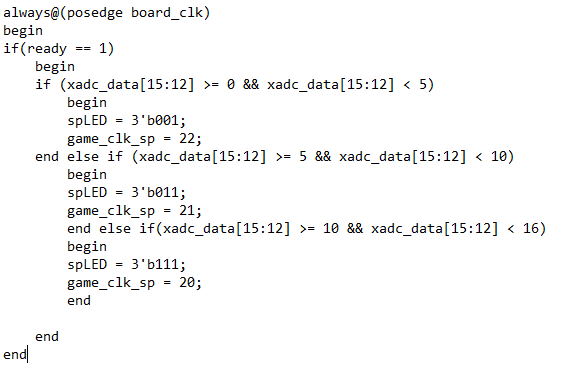 always@(posedge board_clk)
begin
if(ready == 1)
    begin
    if (xadc_data[15:12] >= 0 && xadc_data[15:12] < 5)
        begin
        spLED = 3'b001;
        game_clk_sp = 22;
    end else if (xadc_data[15:12] >= 5 && xadc_data[15:12] < 10)
        begin
        spLED = 3'b011;
        game_clk_sp = 21;
        end else if(xadc_data[15:12] >= 10 && xadc_data[15:12] < 16)
        begin
        spLED = 3'b111;
        game_clk_sp = 20;
        end

    end
end